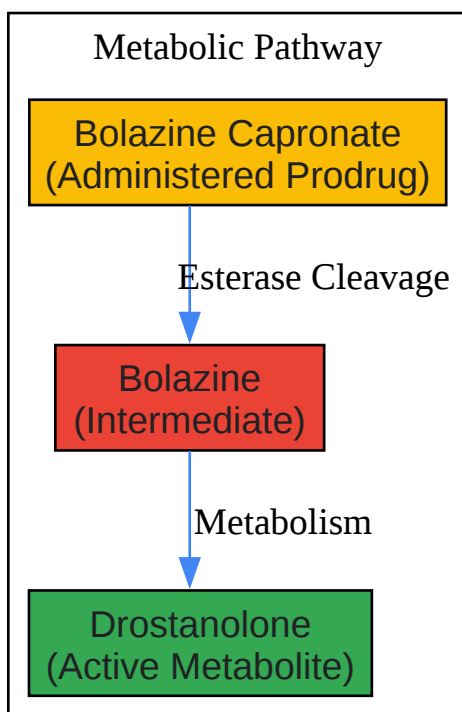 Metabolic Pathway
Bolazine Capronate
(Administered Prodrug)
Esterase Cleavage
Bolazine
(Intermediate)
Metabolism
Drostanolone
(Active Metabolite)